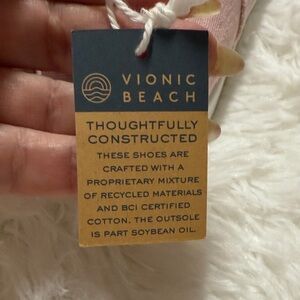 VIONIC
BEACH
THOUGHTFULLY
CONSTRUCTED
THESE SHOES ARE
CRAFTED WITH A
PROPRIETARY MIXTURE
OF RECYCLED MATERIALS
AND BCI CERTIFIED
COTTON. THE OUTSOLE
IS PART SOYBEAN OIL.